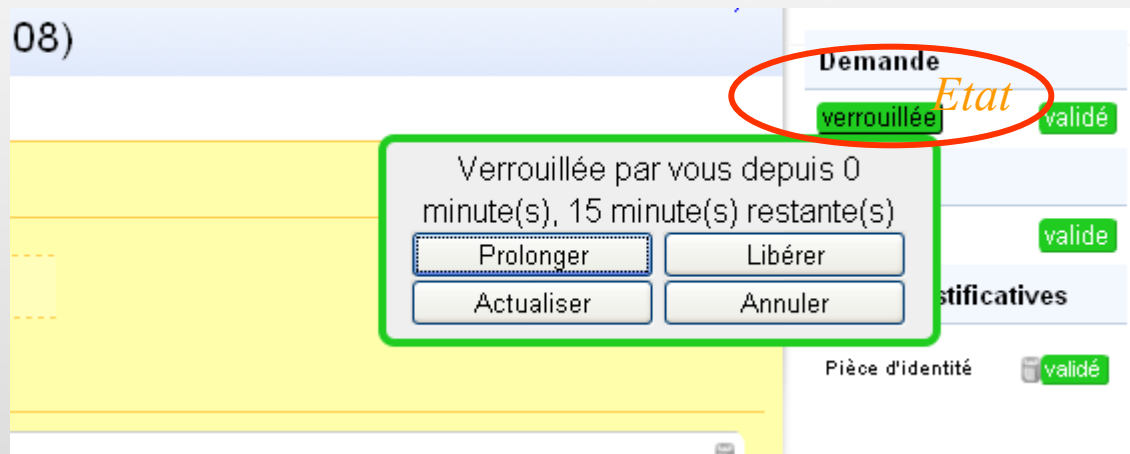 08)
Demande
Etat
verrouillée
validé
Verrouillée par vous depuis 0
minute(s), 15 minute(s) restante(s)
Prolonger
Libérer
Actualiser
Annuler
valide
stificatives
Pièce d'identité
validé